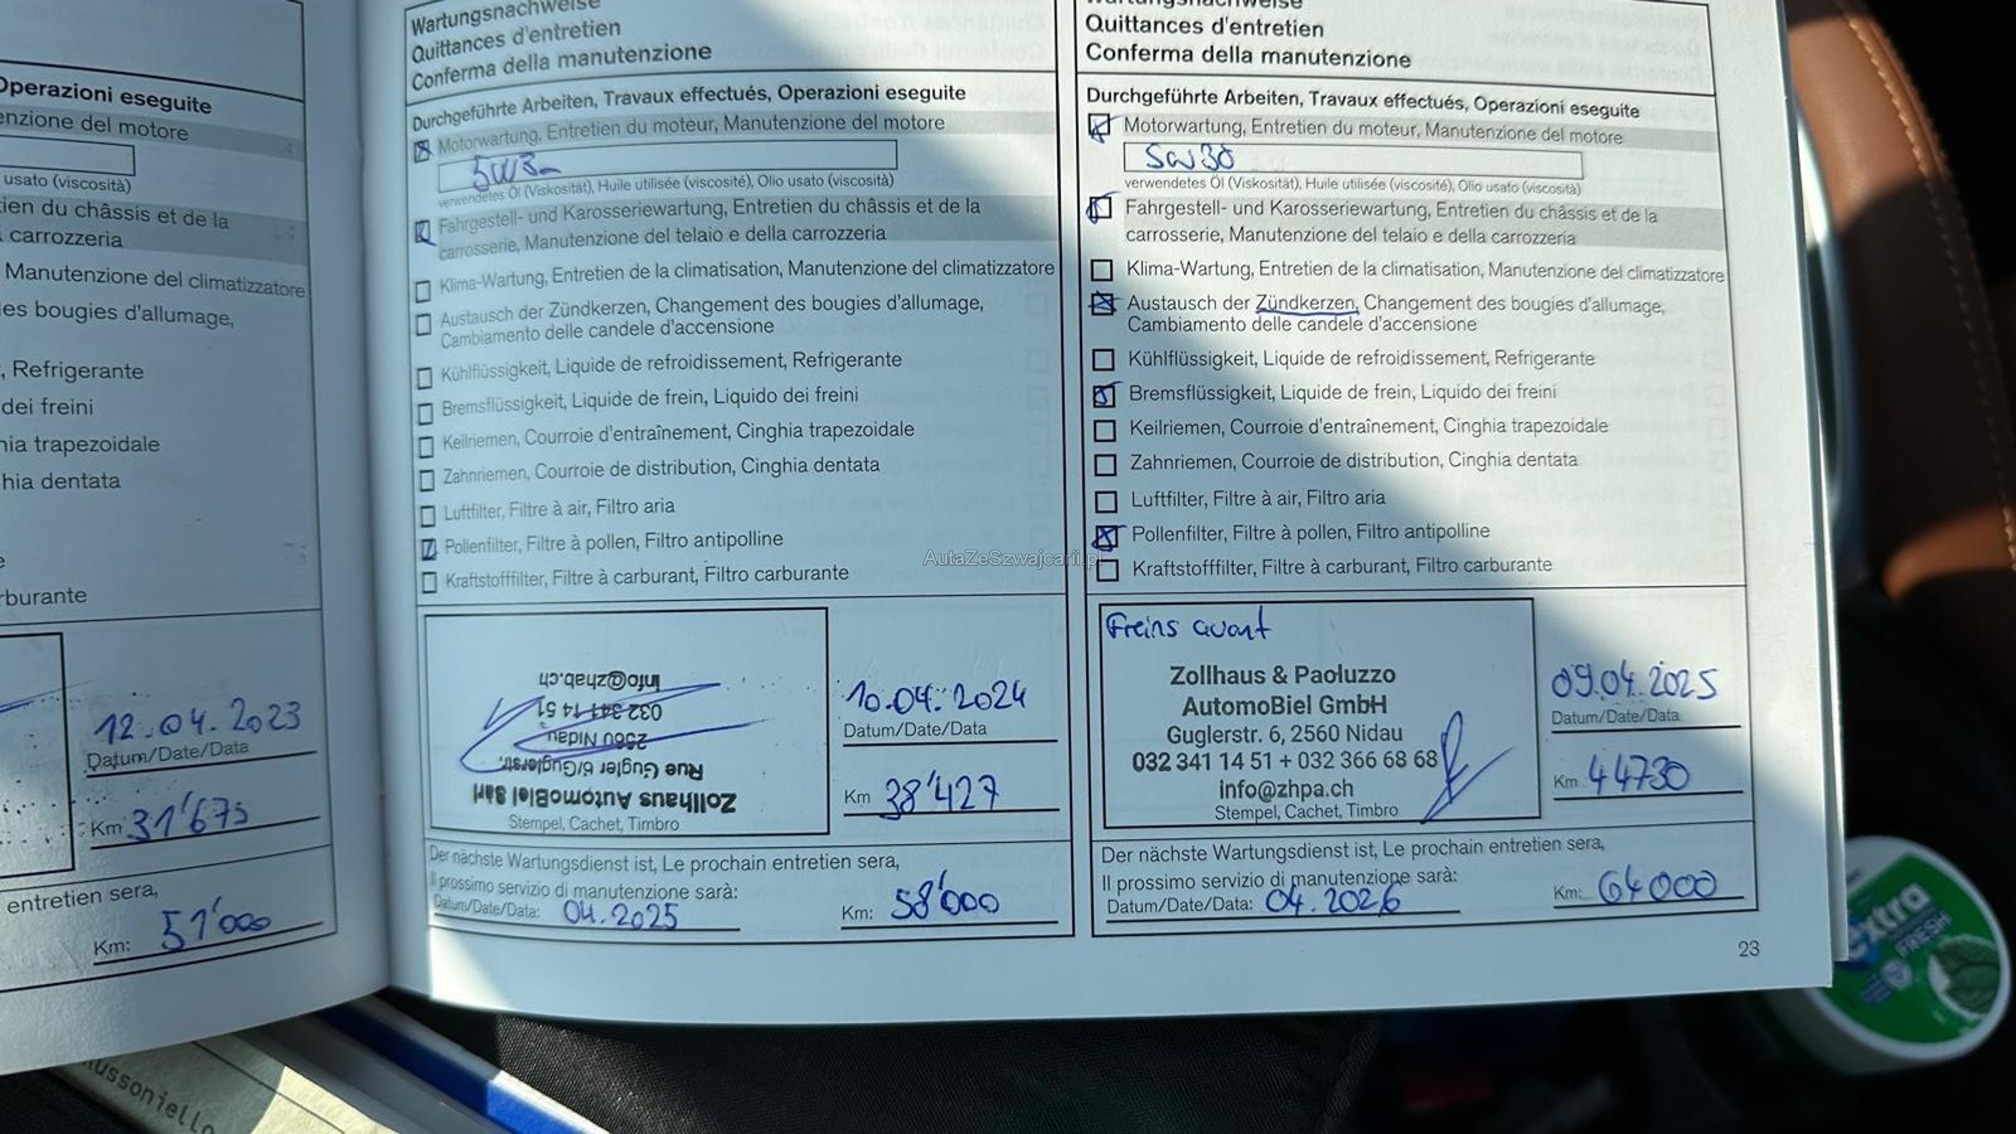 Operazioni eseguite
enzione del motore
usato (viscosità)
ien du châssis et de la
carrozzeria
Manutenzione del climatizzatore
es bougies d'allumage,
, Refrigerante
dei freini
hia trapezoidale
hia dentata
rburante
12.04.2023
Datum/Date/Data
Km 31'675
entretien sera,
Km: 51'000
Wartungsnachweise
Quittances d'entretien
Conferma della manutenzione
Durchgeführte Arbeiten, Travaux effectués, Operazioni eseguite
Motorwartung, Entretien du moteur, Manutenzione del motore
5W30
verwendetes Öl (Viskosität), Huile utilisée (viscosité), Olio usato (viscosità)
Fahrgestell- und Karosseriewartung, Entretien du châssis et de la
carrosserie, Manutenzione del telaio e della carrozzeria
Klima-Wartung, Entretien de la climatisation, Manutenzione del climatizzatore
Austausch der Zündkerzen, Changement des bougies d'allumage,
Cambiamento delle candele d'accensione
Kühlflüssigkeit, Liquide de refroidissement, Refrigerante
Bremsflüssigkeit, Liquide de frein, Liquido dei freini
Keilriemen, Courroie d'entraînement, Cinghia trapezoidale
Zahnriemen, Courroie de distribution, Cinghia dentata
Luftfilter, Filtre à air, Filtro aria
Pollenfilter, Filtre à pollen, Filtro antipolline
Kraftstofffilter, Filtre à carburant, Filtro carburante
Zollhaus AutomoBiel Sàrl
Rue Gugler 6/Guglerstr.
2560 Nidau
032 341 14 51
info@zhab.ch
Stempel, Cachet, Timbro
10.04.2024
Datum/Date/Data
Km 38'427
Der nächste Wartungsdienst ist, Le prochain entretien sera,
Il prossimo servizio di manutenzione sarà:
Datum/Date/Data: 04.2025
Km: 58'000
Quittances d'entretien
Conferma della manutenzione
Durchgeführte Arbeiten, Travaux effectués, Operazioni eseguite
Motorwartung, Entretien du moteur, Manutenzione del motore
5W30
verwendetes Öl (Viskosität), Huile utilisée (viscosité), Olio usato (viscosità)
Fahrgestell- und Karosseriewartung, Entretien du châssis et de la
carrosserie, Manutenzione del telaio e della carrozzeria
Klima-Wartung, Entretien de la climatisation, Manutenzione del climatizzatore
Austausch der Zündkerzen, Changement des bougies d'allumage,
Cambiamento delle candele d'accensione
Kühlflüssigkeit, Liquide de refroidissement, Refrigerante
Bremsflüssigkeit, Liquide de frein, Liquido dei freini
Keilriemen, Courroie d'entraînement, Cinghia trapezoidale
Zahnriemen, Courroie de distribution, Cinghia dentata
Luftfilter, Filtre à air, Filtro aria
Pollenfilter, Filtre à pollen, Filtro antipolline
Kraftstofffilter, Filtre à carburant, Filtro carburante
Freins avant
Zollhaus & Paoluzzo
AutomoBiel GmbH
Guglerstr. 6, 2560 Nidau
032 341 14 51 + 032 366 68 68
info@zhpa.ch
Stempel, Cachet, Timbro
09.04.2025
Datum/Date/Data
Km 44730
Der nächste Wartungsdienst ist, Le prochain entretien sera,
Il prossimo servizio di manutenzione sarà:
Datum/Date/Data: 04.2026
Km: 64000
23
AutaZeSzwajcarii.pl
extra
FRESH